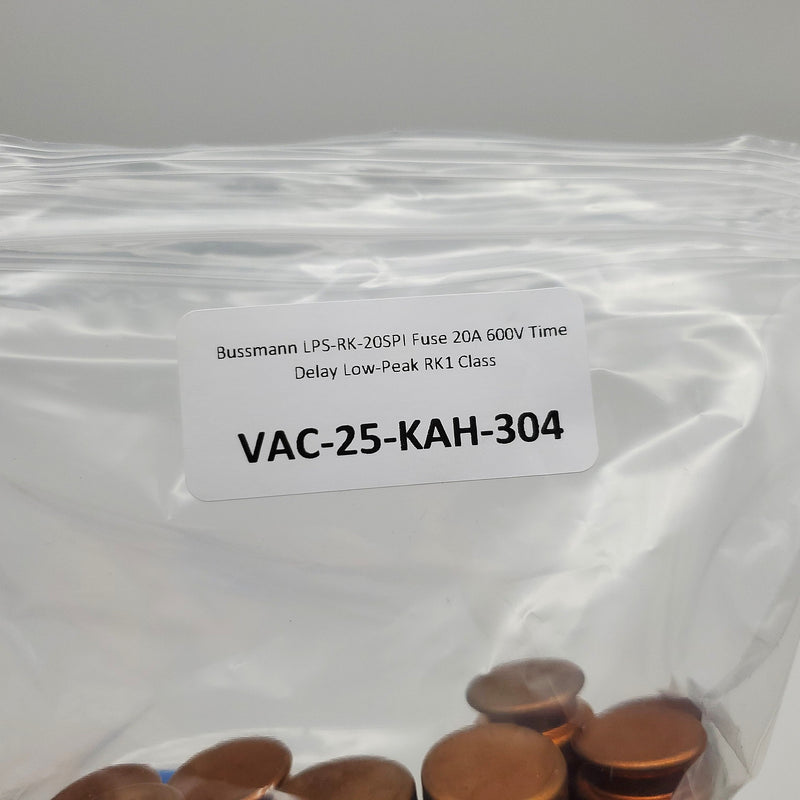 Bussmann LPS-RK-20SPI Fuse 20A 600V Time
Delay Low-Peak RK1 Class
VAC-25-KAH-304